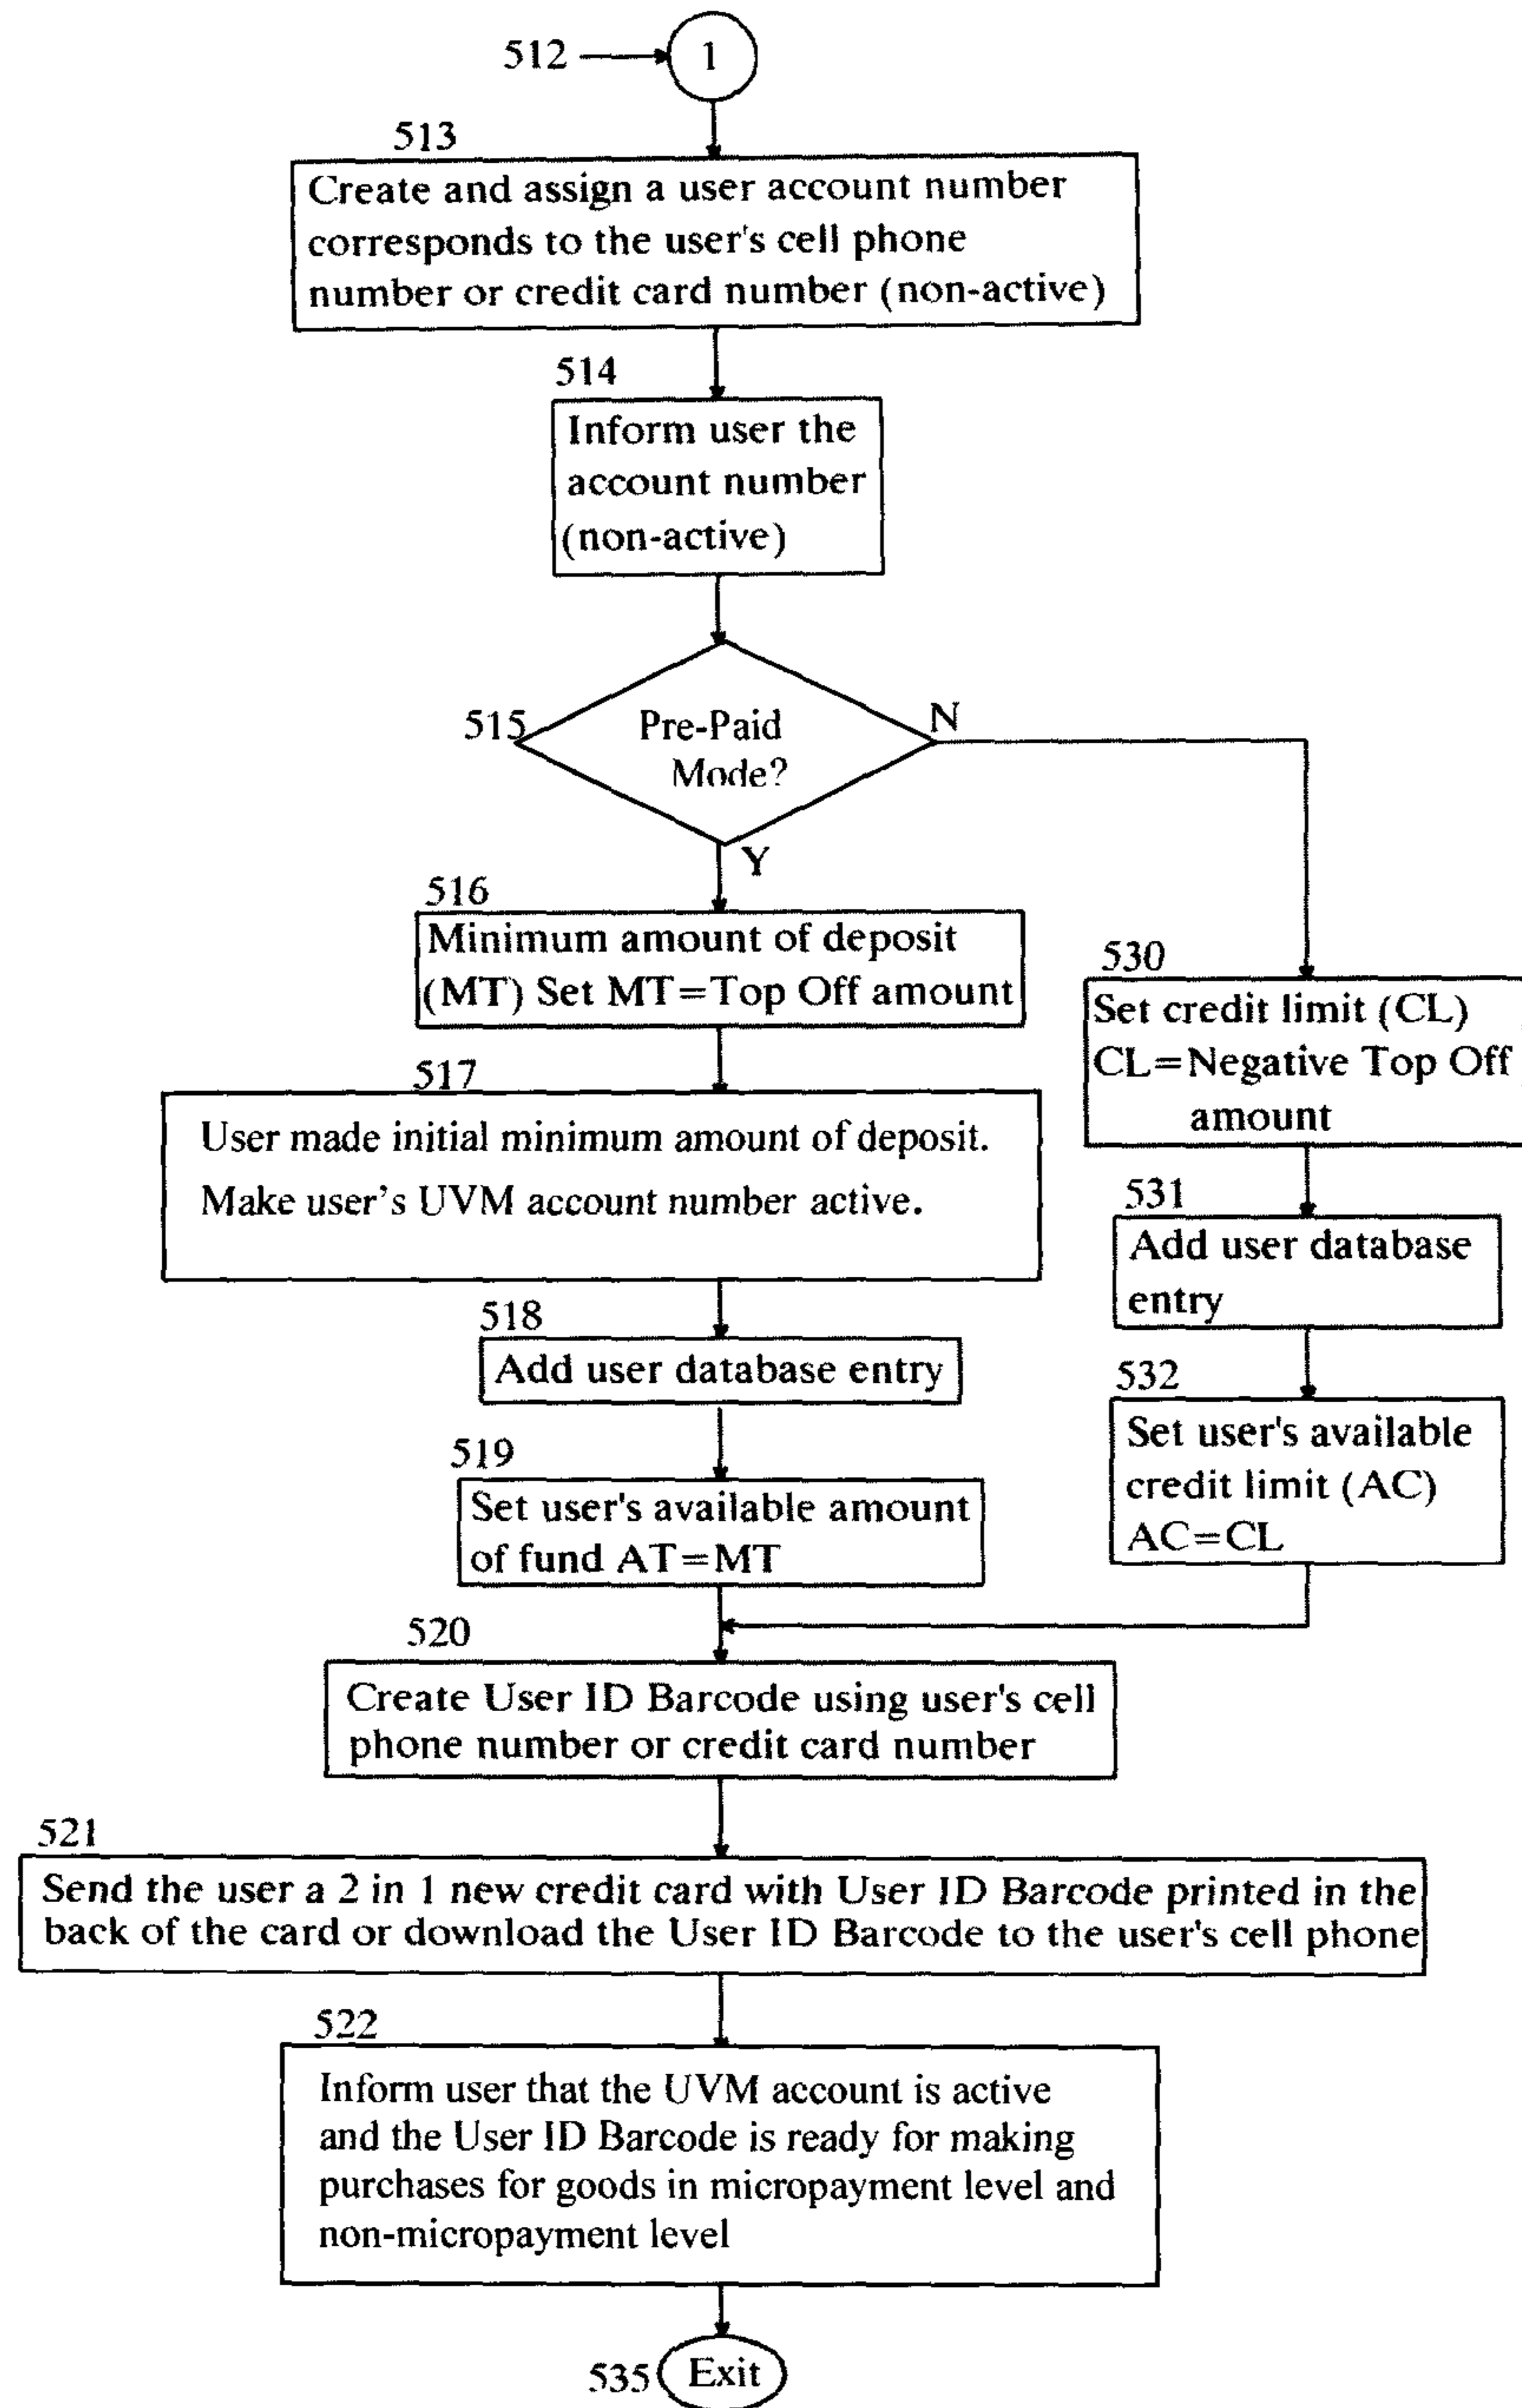 512
1
513
Create and assign a user account number
corresponds to the user's cell phone
number or credit card number (non-active)
514
Inform user the
account number
(non-active)
515
Pre-Paid
Mode?
N
Y
516
Minimum amount of deposit
(MT) Set MT=Top Off amount
517
User made initial minimum amount of deposit.
Make user's UVM account number active.
518
Add user database entry
519
Set user's available amount
of fund AT=MT
530
Set credit limit (CL)
CL=Negative Top Off
amount
531
Add user database
entry
532
Set user's available
credit limit (AC)
AC=CL
520
Create User ID Barcode using user's cell
phone number or credit card number
521
Send the user a 2 in 1 new credit card with User ID Barcode printed in the
back of the card or download the User ID Barcode to the user's cell phone
522
Inform user that the UVM account is active
and the User ID Barcode is ready for making
purchases for goods in micropayment level and
non-micropayment level
535
Exit